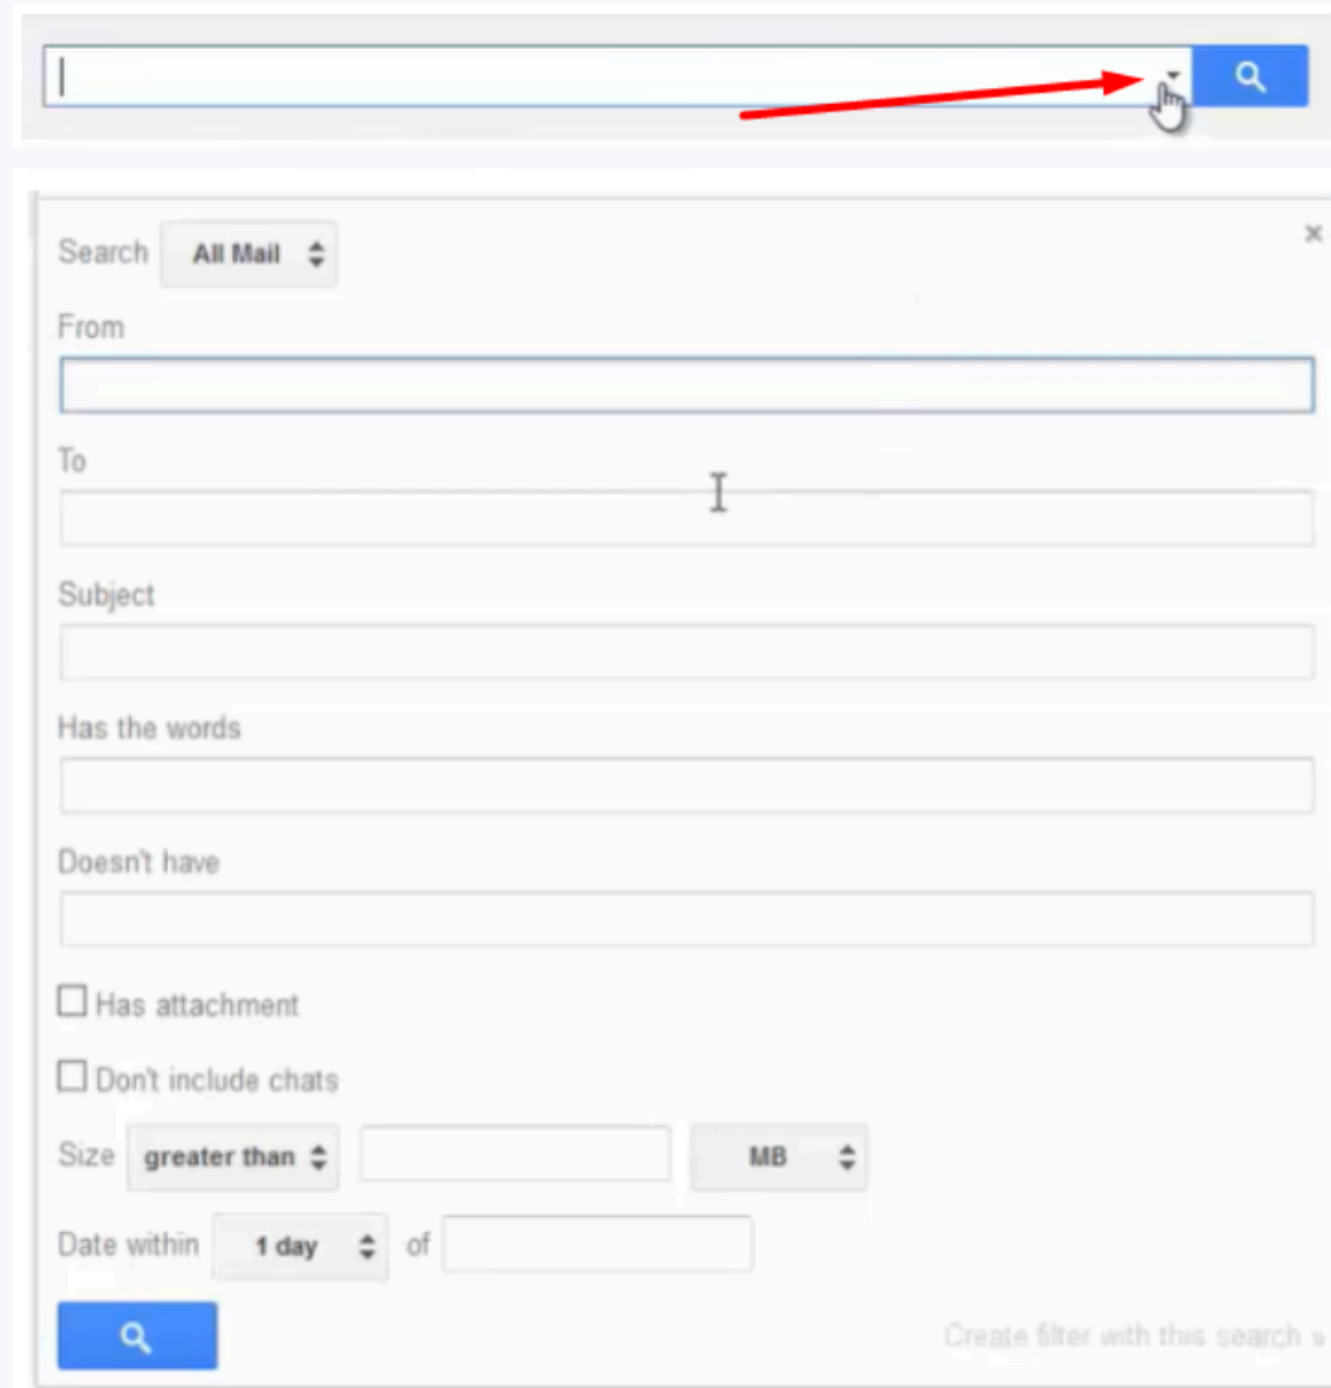 Search All Mail
From
To
Subject
Has the words
Doesn't have
Has attachment
Don't include chats
Size greater than MB
Date within 1 day of
Create filter with this search »